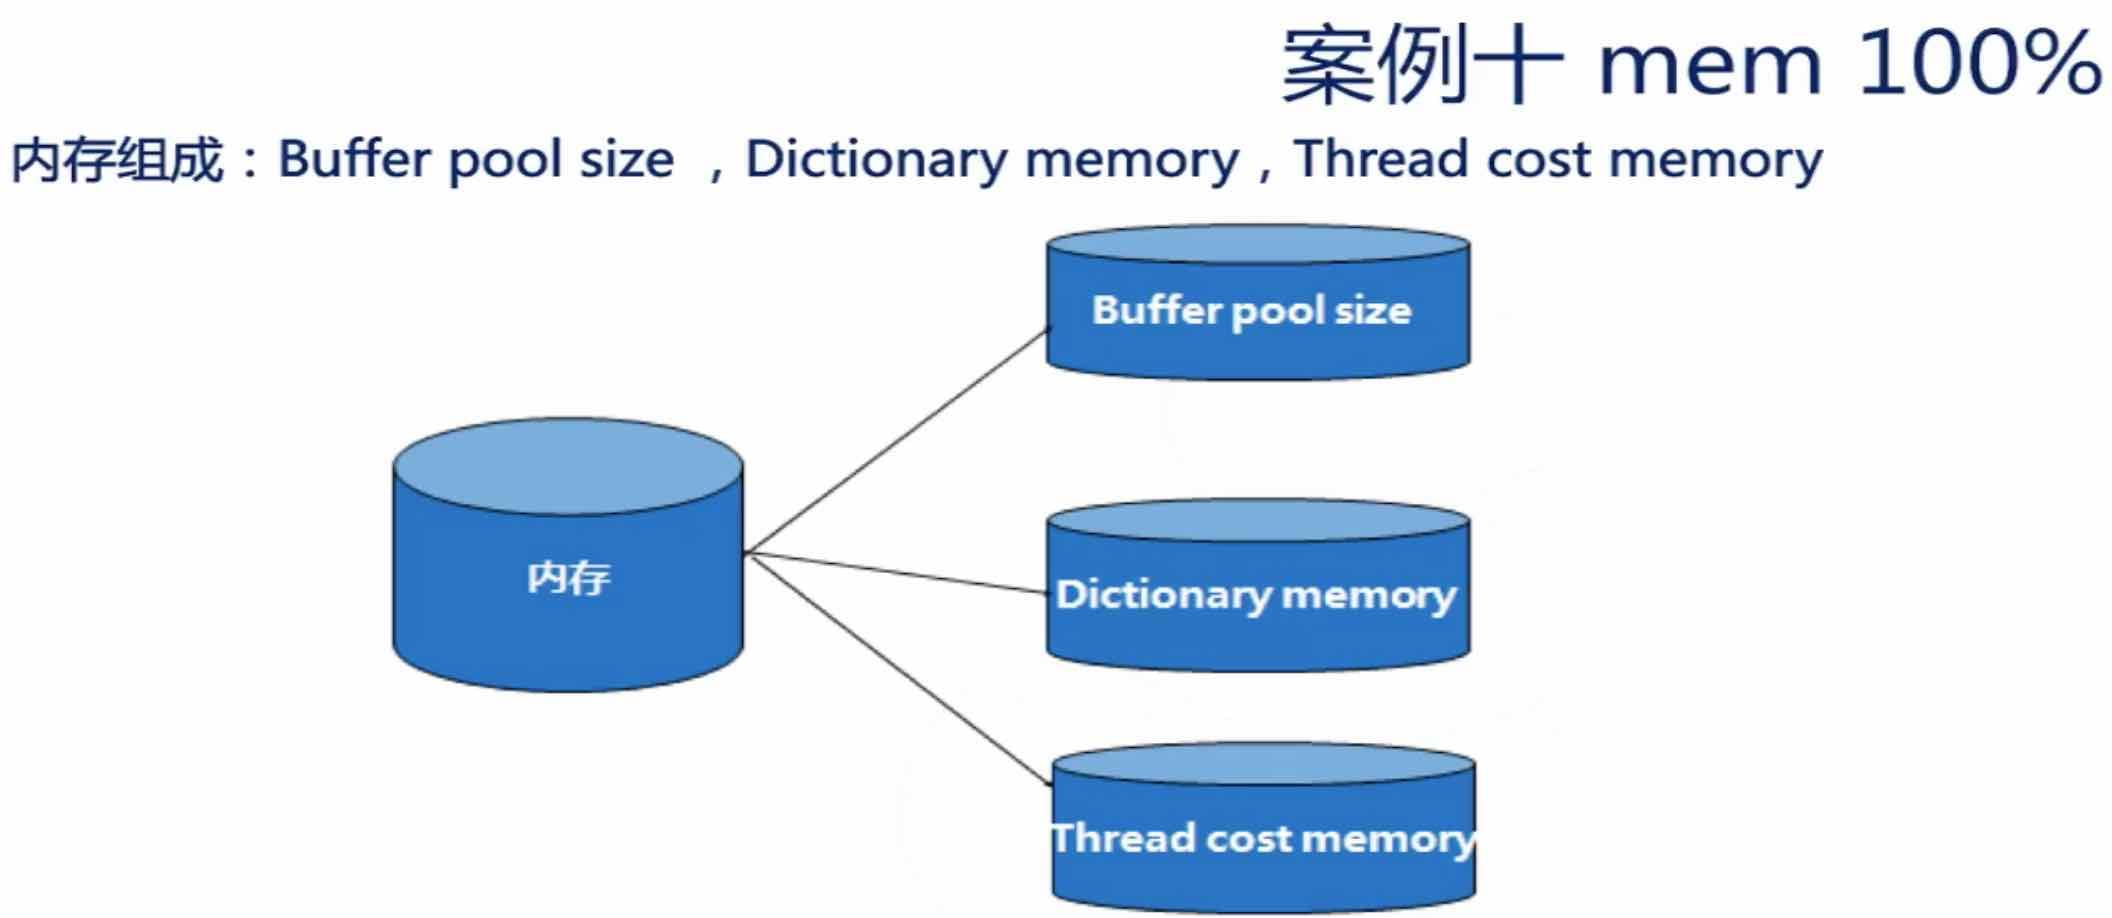 案例十 mem 100%
内存组成：Buffer pool size ，Dictionary memory，Thread cost memory
Buffer pool size
内存
Dictionary memory
Thread cost memory